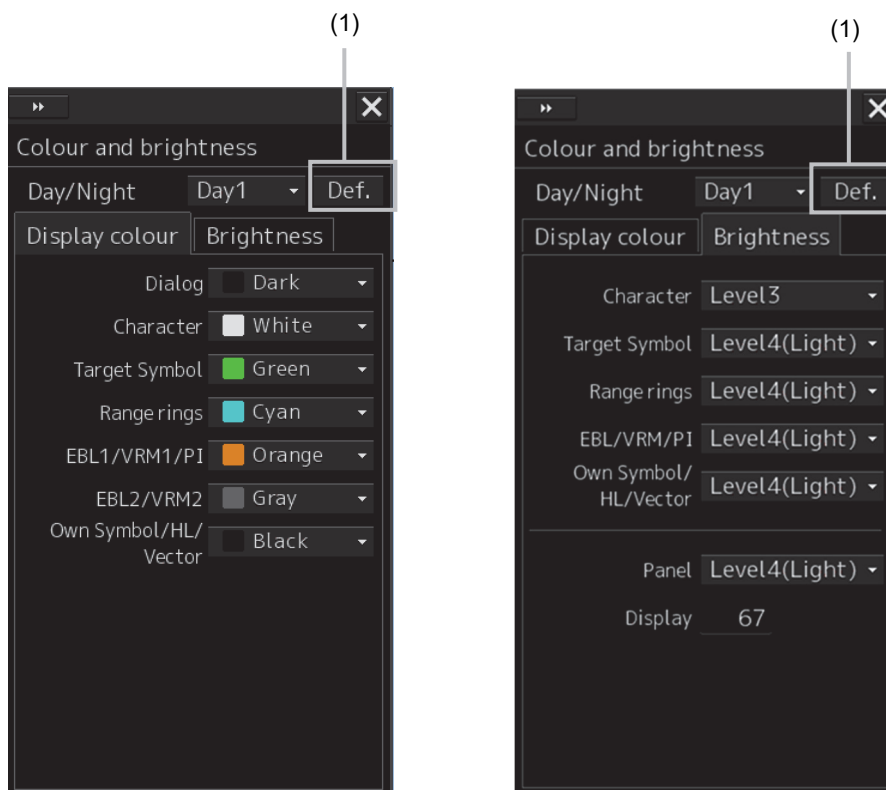 (1)
Colour and brightness
Day/Night Day1 Def.
Display colour Brightness
Dialog Dark
Character White
Target Symbol Green
Range rings Cyan
EBL1/VRM1/PI Orange
EBL2/VRM2 Gray
Own Symbol/HL/
Vector Black
(1)
Colour and brightness
Day/Night Day1 Def.
Display colour Brightness
Character Level3
Target Symbol Level4(Light)
Range rings Level4(Light)
EBL/VRM/PI Level4(Light)
Own Symbol/
HL/Vector Level4(Light)
Panel Level4(Light)
Display 67